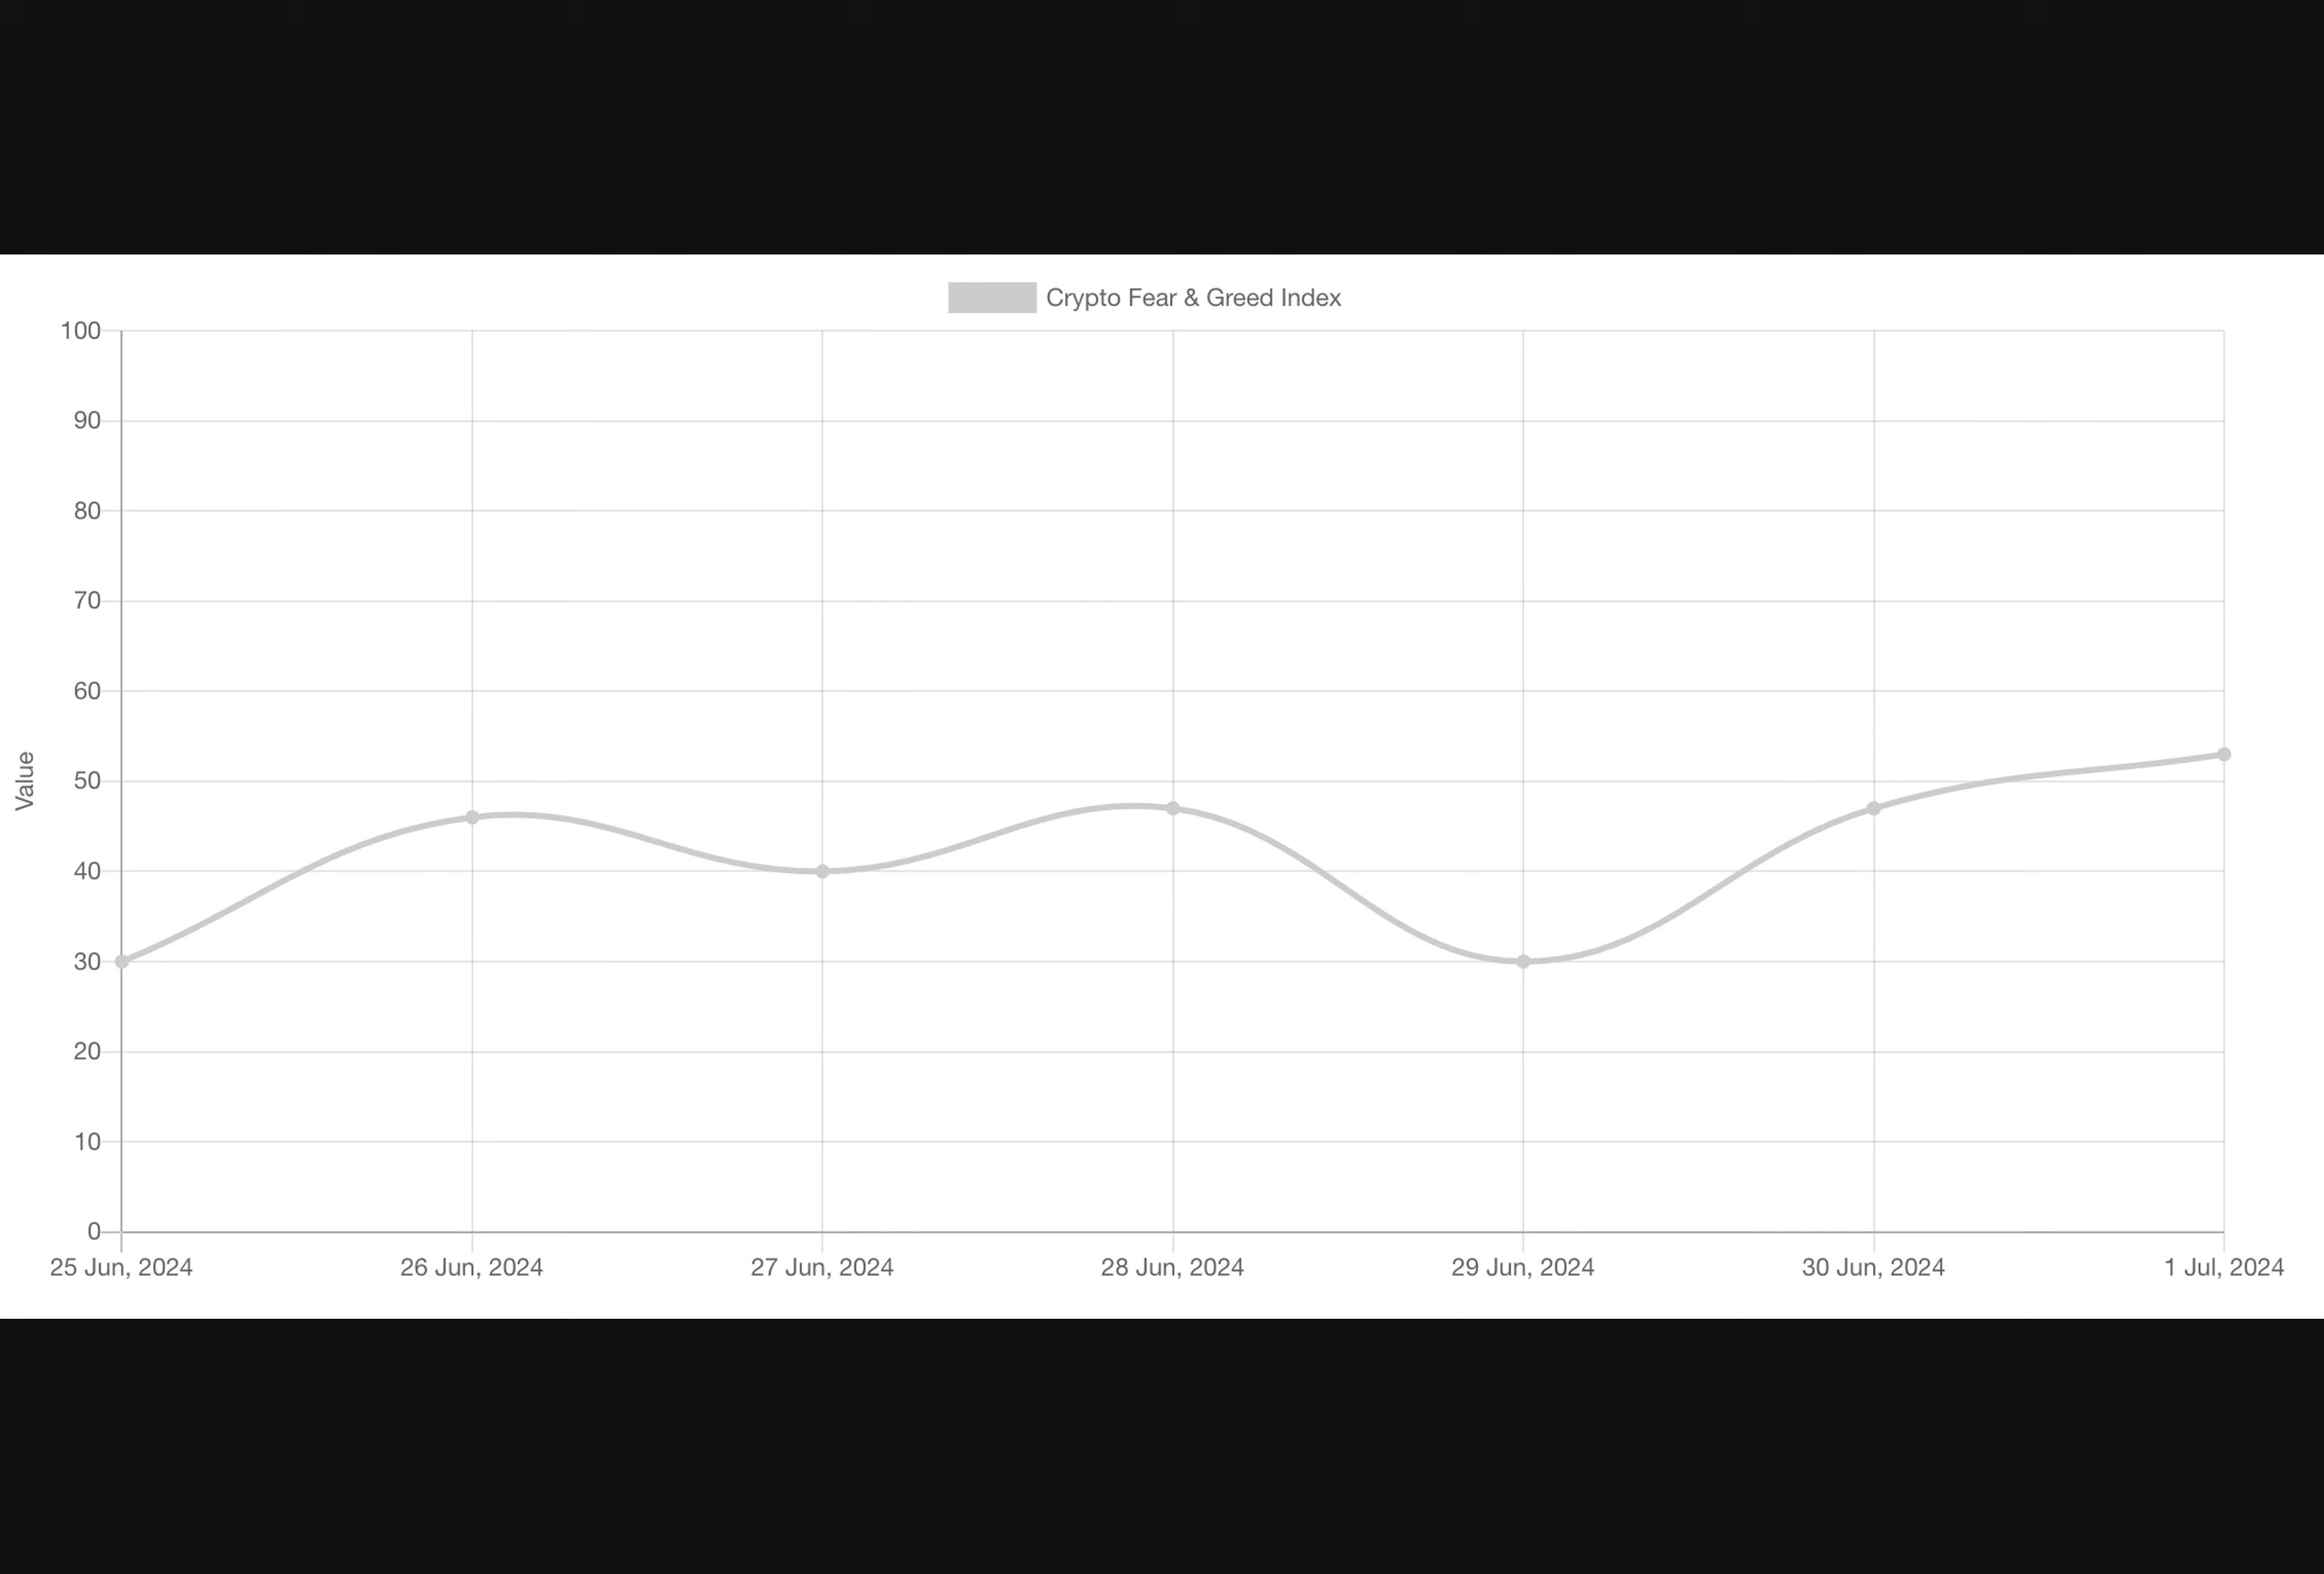 Crypto Fear & Greed Index
100
90
80
70
60
50
40
30
20
10
0
Value
25 Jun, 2024
26 Jun, 2024
27 Jun, 2024
28 Jun, 2024
29 Jun, 2024
30 Jun, 2024
1 Jul, 2024